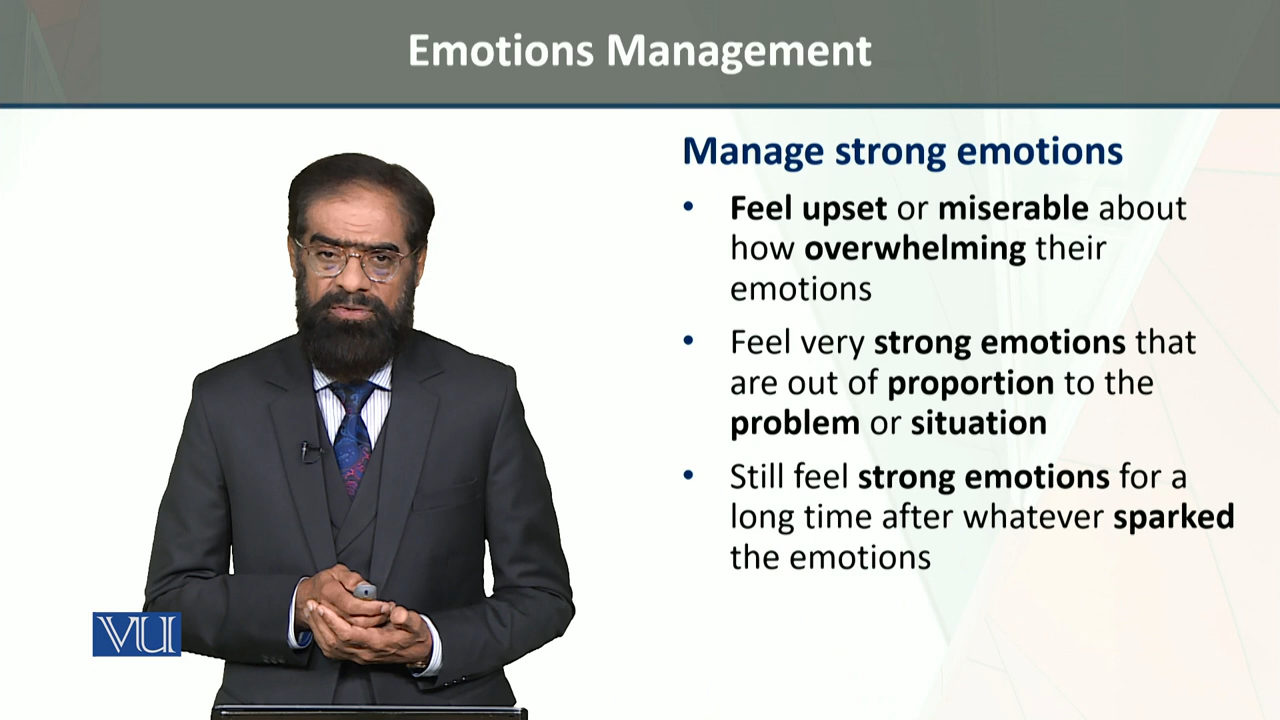 Emotions Management
Manage strong emotions
• Feel upset or miserable about
how overwhelming their
emotions
• Feel very strong emotions that
are out of proportion to the
problem or situation
• Still feel strong emotions for a
long time after whatever sparked
the emotions
VU